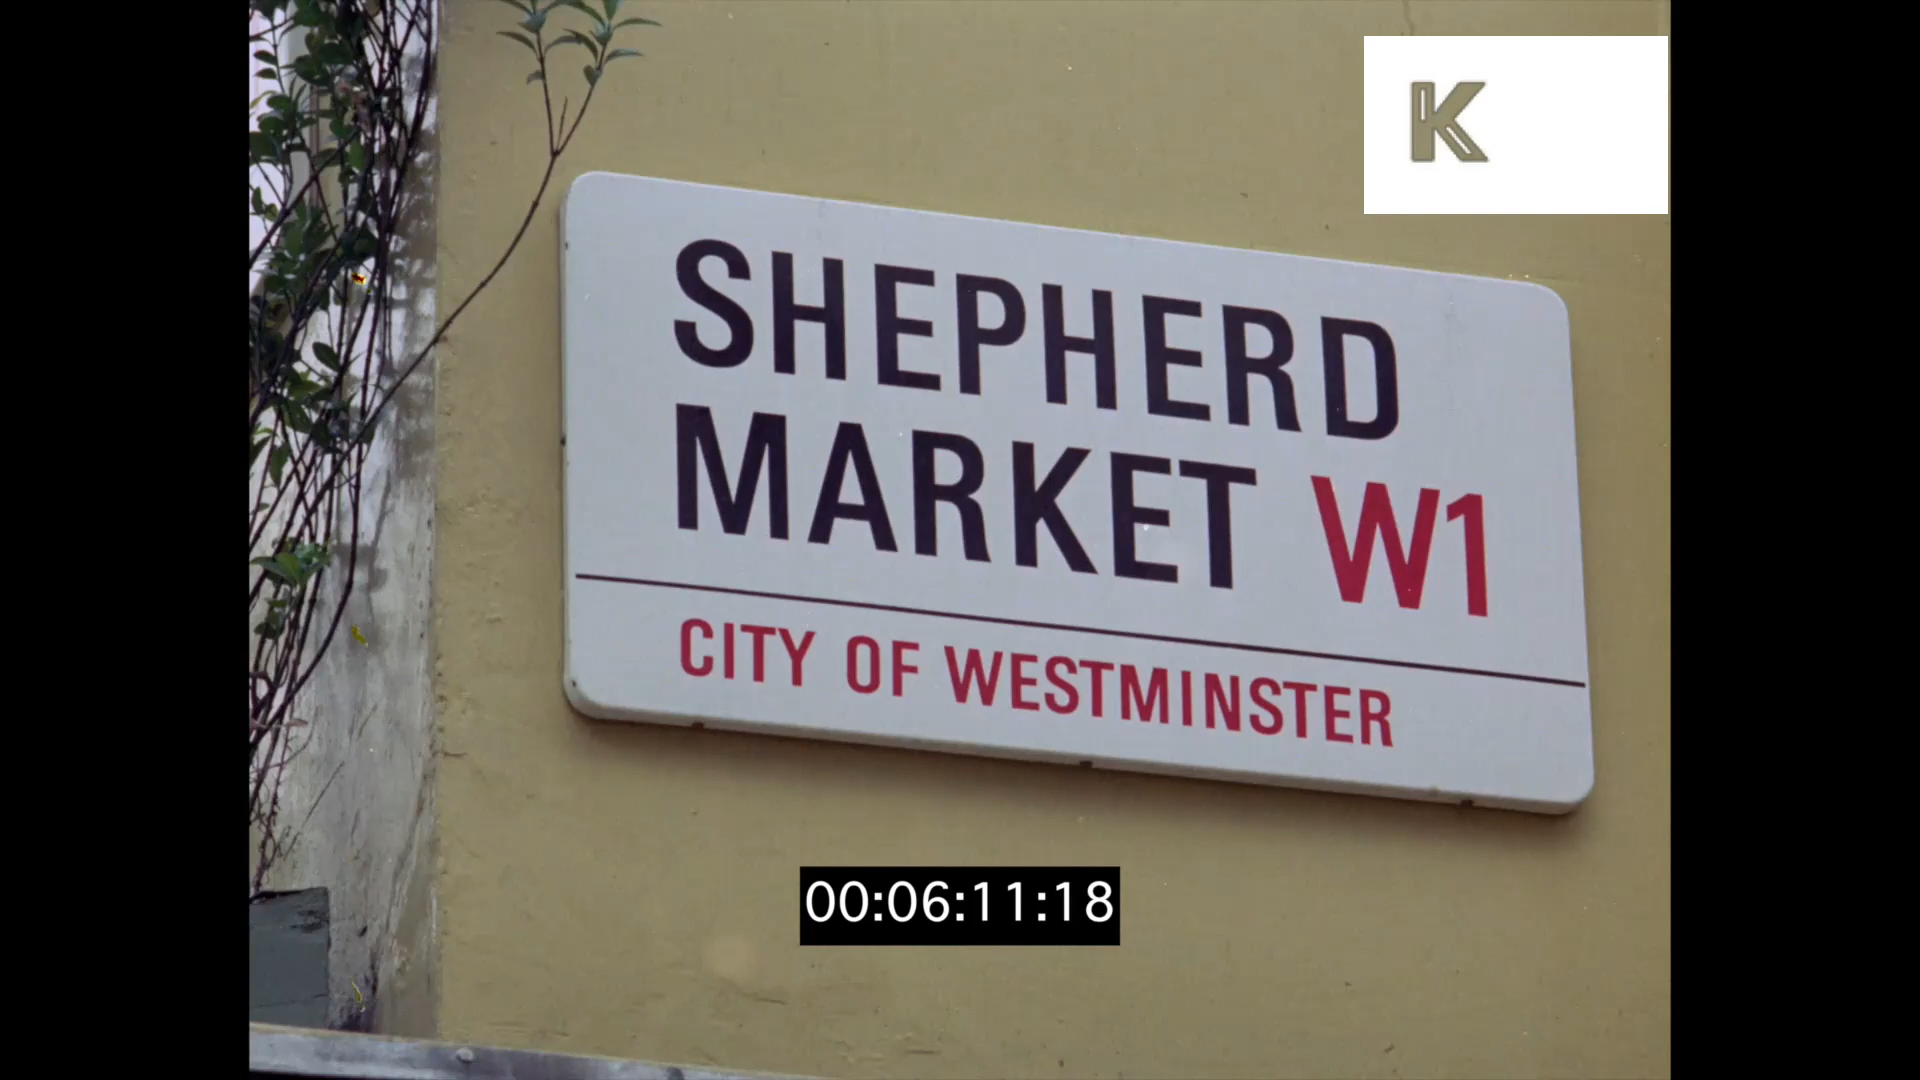 K
SHEPHERD
MARKET W1
CITY OF WESTMINSTER
00:06:11:18